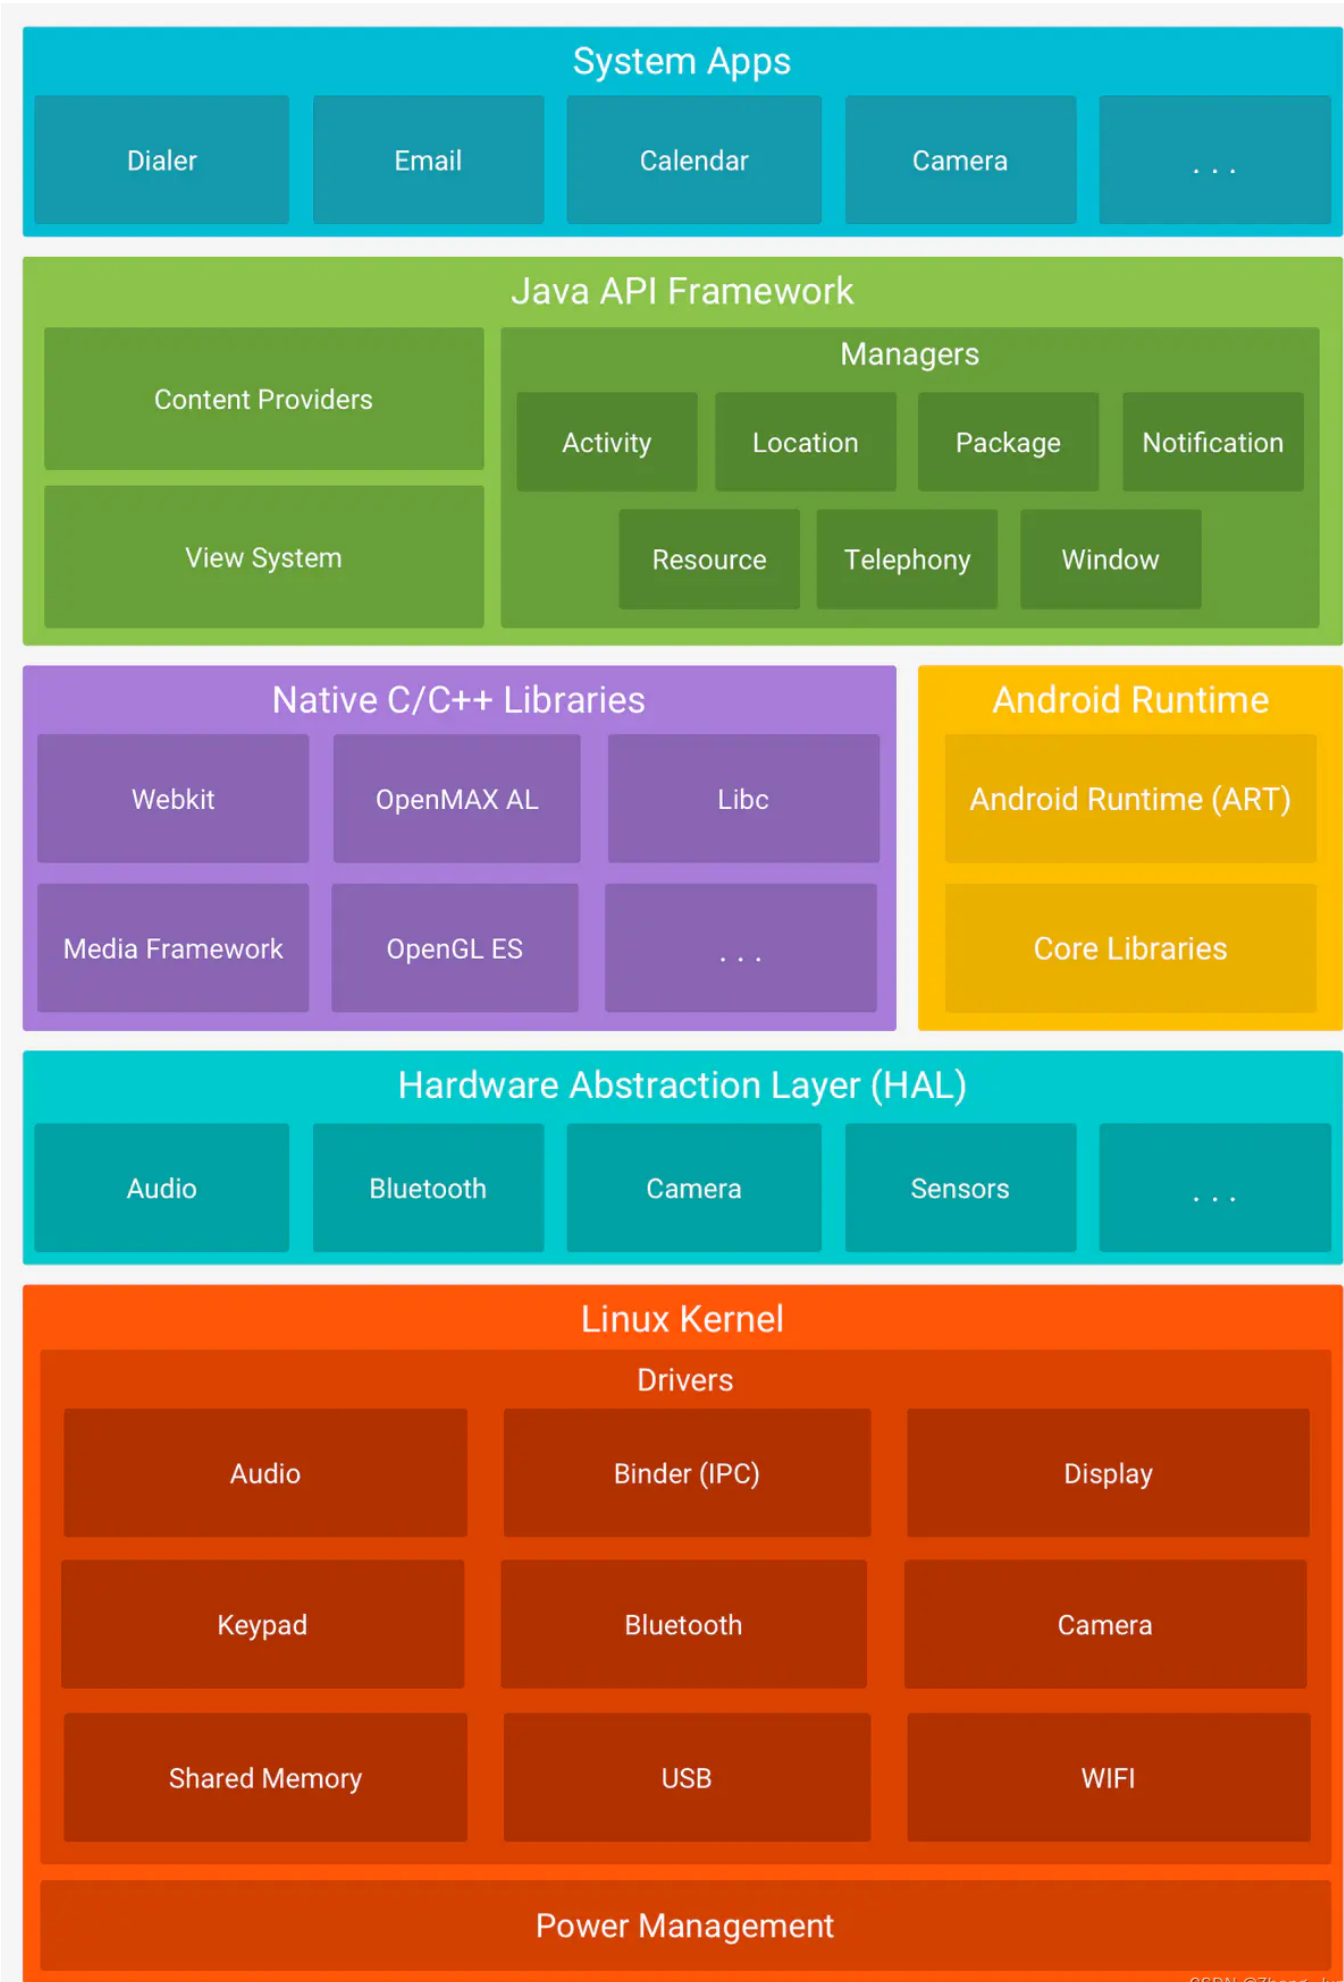 System Apps
Dialer
Email
Calendar
Camera
. . .
Java API Framework
Content Providers
View System
Managers
Activity
Location
Package
Notification
Resource
Telephony
Window
Native C/C++ Libraries
Webkit
OpenMAX AL
Libc
Media Framework
OpenGL ES
. . .
Android Runtime
Android Runtime (ART)
Core Libraries
Hardware Abstraction Layer (HAL)
Audio
Bluetooth
Camera
Sensors
. . .
Linux Kernel
Drivers
Audio
Binder (IPC)
Display
Keypad
Bluetooth
Camera
Shared Memory
USB
WIFI
Power Management